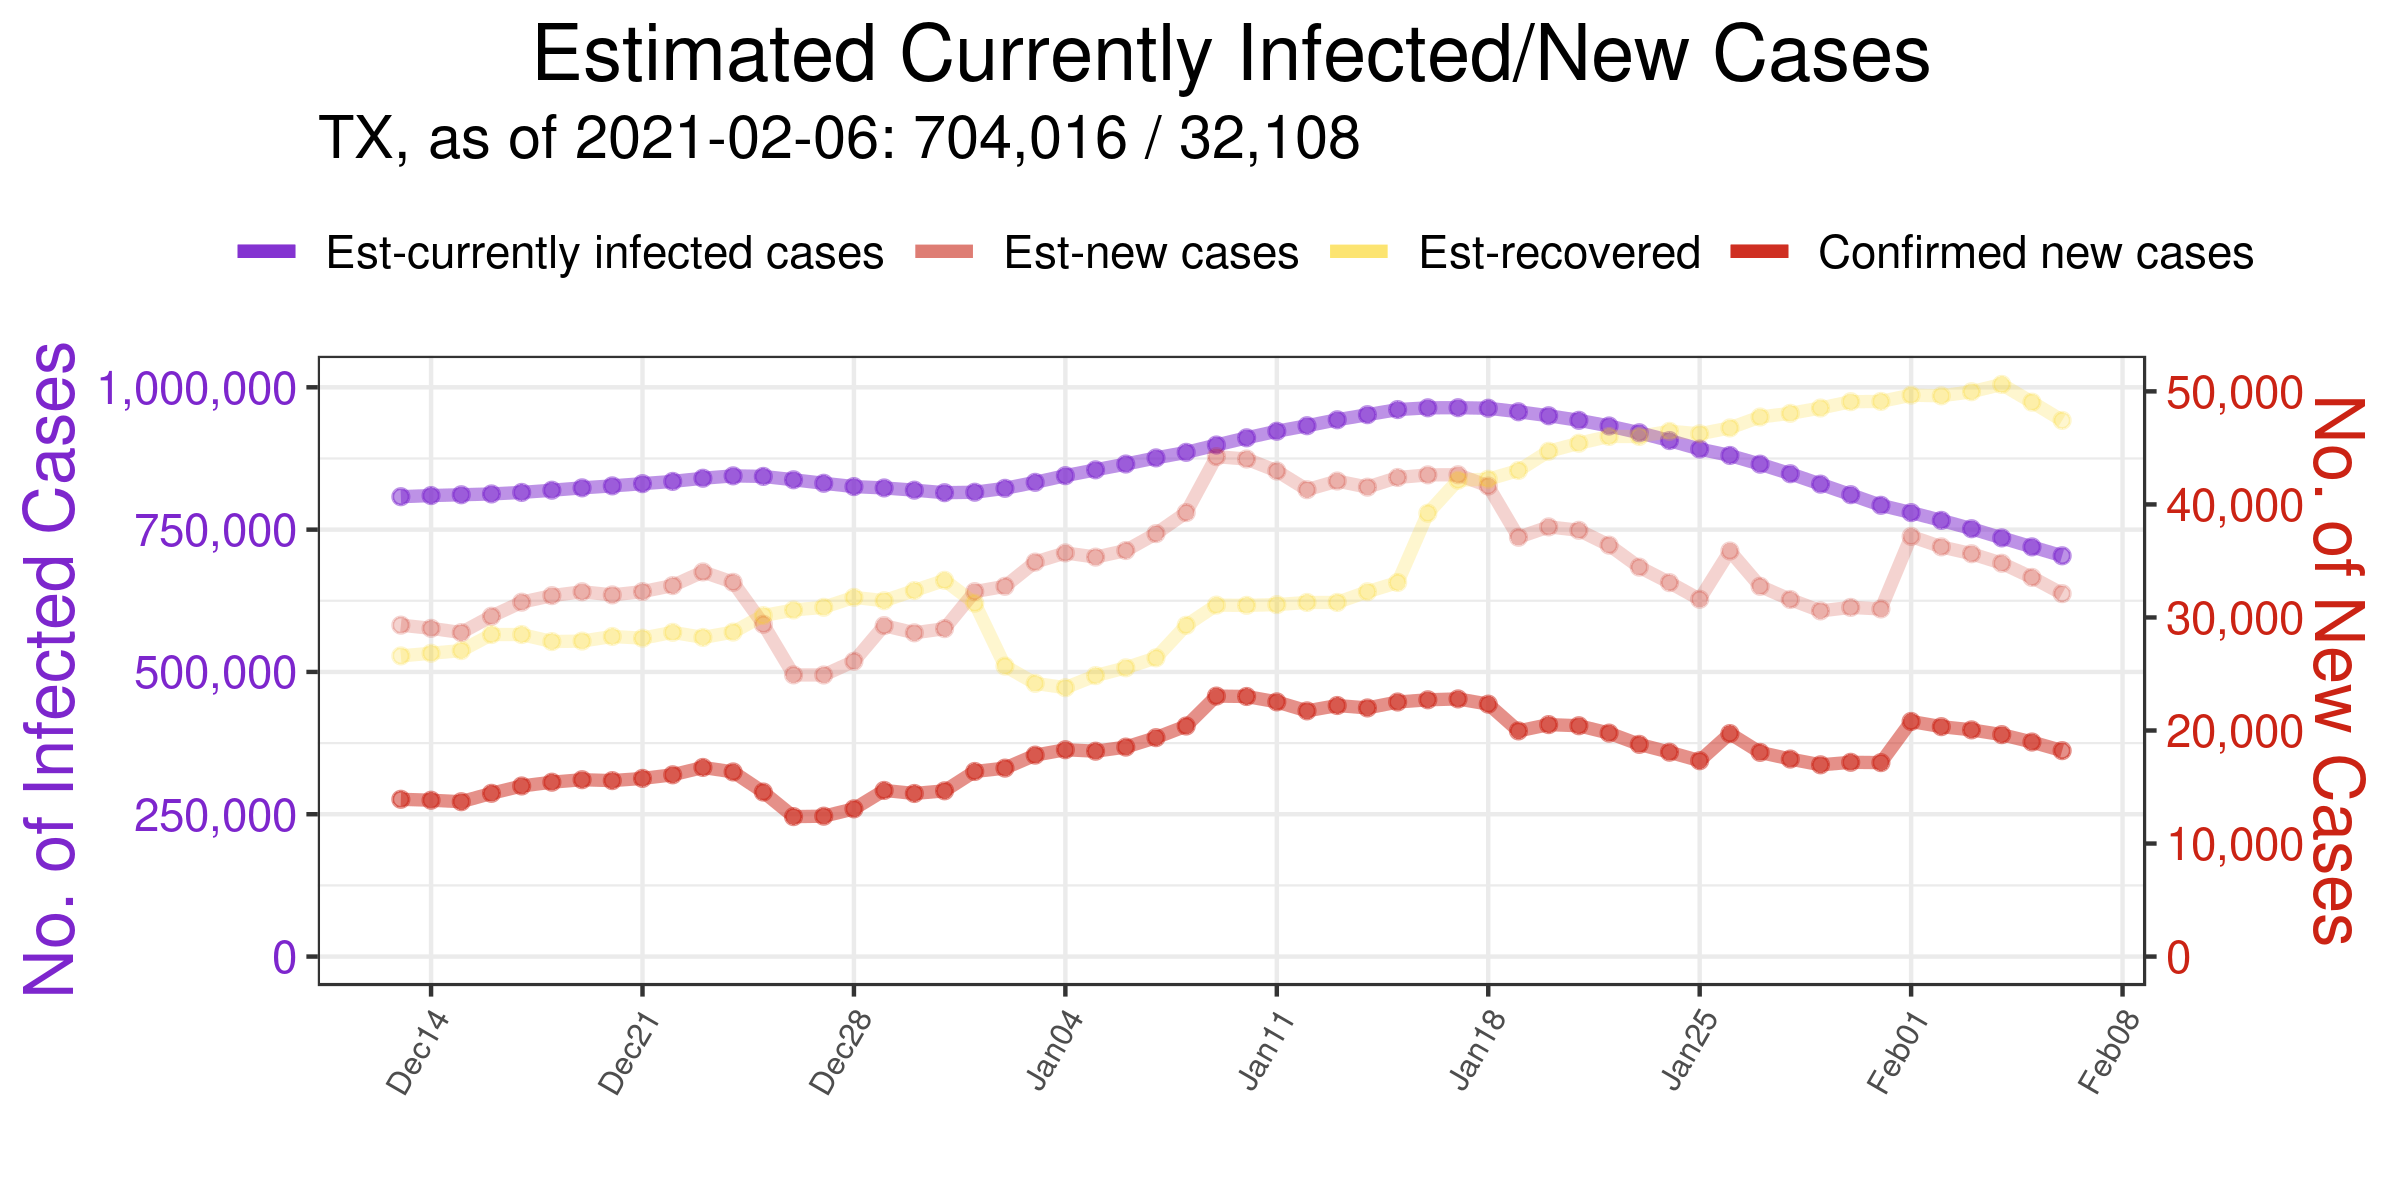 Estimated Currently Infected/New Cases
TX, as of 2021-02-06: 704,016 / 32,108
Est-currently infected cases Est-new cases Est-recovered Confirmed new cases
No. of Infected Cases
1,000,000
750,000
500,000
250,000
0
50,000
40,000
30,000
20,000
10,000
0
No. of New Cases
Dec14 Dec21 Dec28 Jan04 Jan11 Jan18 Jan25 Feb01 Feb08